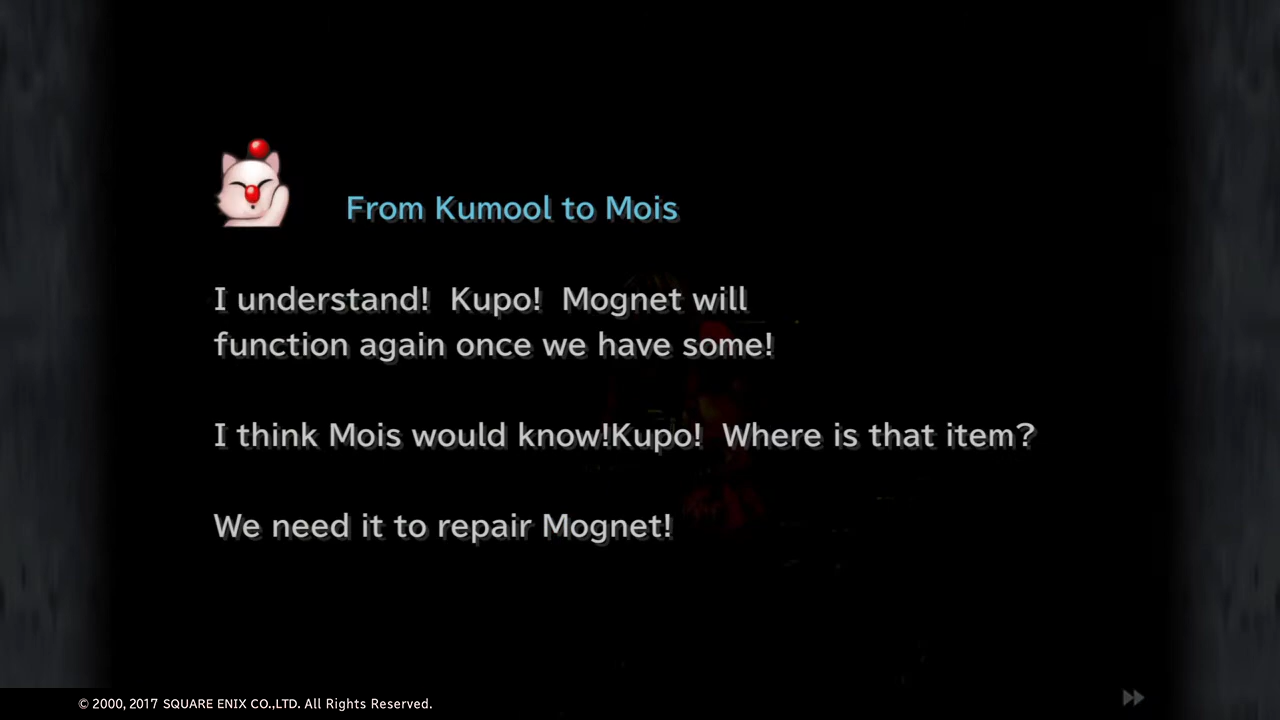 From Kumool to Mois
I understand! Kupo! Mognet will
function again once we have some!
I think Mois would know!Kupo! Where is that item?
We need it to repair Mognet!
© 2000, 2017 SQUARE ENIX CO.,LTD. All Rights Reserved.